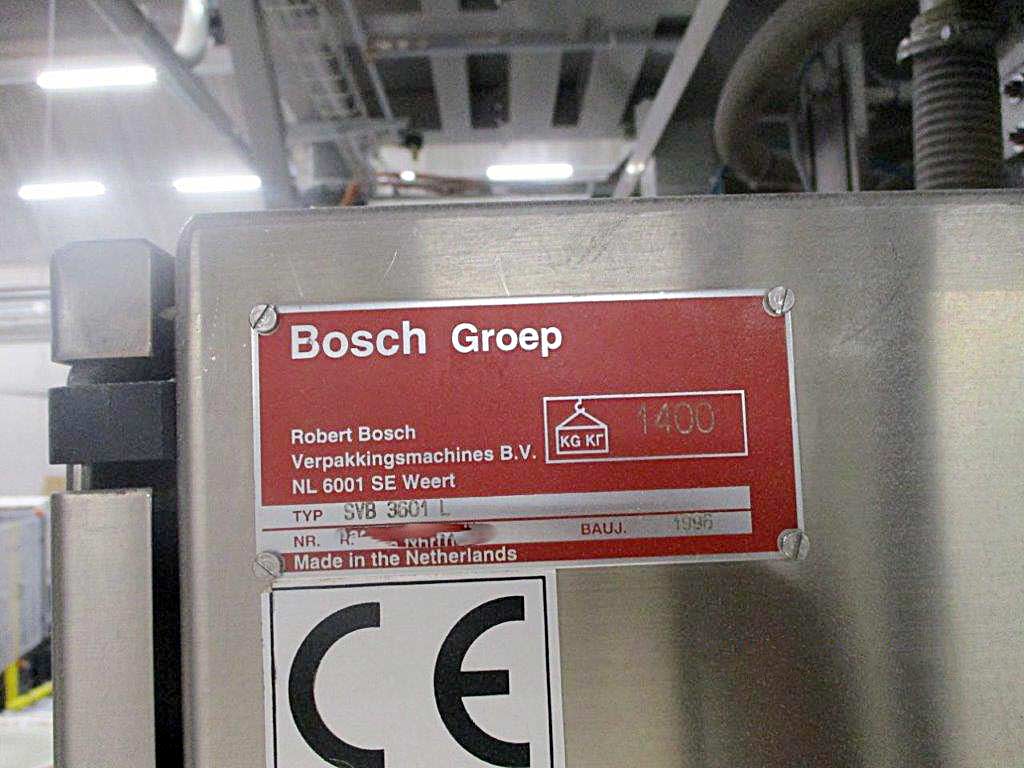 Bosch Groep
KG КГ 1400
Robert Bosch
Verpakkingsmachines B.V.
NL 6001 SE Weert
TYP SVB 3601 L
NR. BAUJ. 1996
Made in the Netherlands
CE